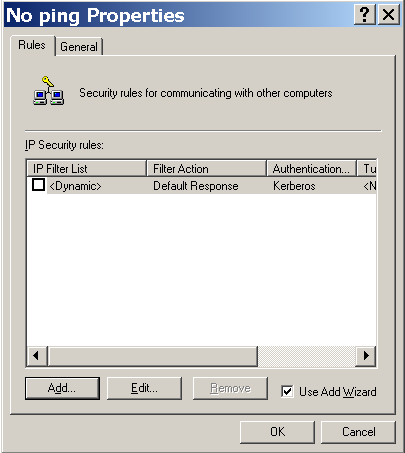 No ping Properties
Rules General
Security rules for communicating with other computers
IP Security rules:
IP Filter List Filter Action Authentication... Tu
<Dynamic> Default Response Kerberos <N
Add... Edit... Remove Use Add Wizard
OK Cancel